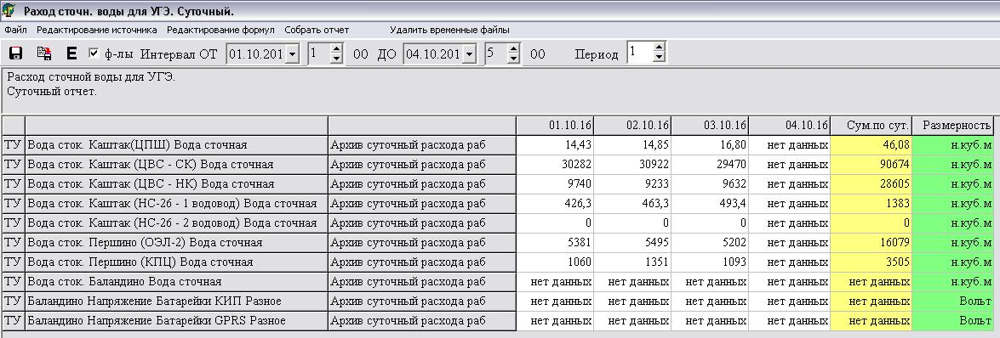 Раход сточн. воды для УГЭ. Суточный.
Файл Редактирование источника Редактирование формул Собрать отчет Удалить временные файлы
E ф-лы Интервал ОТ 01.10.201 1 00 ДО 04.10.201 5 00 Период 1
Расход сточной воды для УГЭ.
Суточный отчет.
01.10.16 02.10.16 03.10.16 04.10.16 Сум.по сут. Размерность
ТУ Вода сток. Каштак(ЦПШ) Вода сточная Архив суточный расхода раб 14,43 14,85 16,80 нет данных 46,08 н.куб.м
ТУ Вода сток. Каштак (ЦВС - СК) Вода сточная Архив суточный расхода раб 30282 30922 29470 нет данных 90674 н.куб.м
ТУ Вода сток. Каштак (ЦВС - НК) Вода сточная Архив суточный расхода раб 9740 9233 9632 нет данных 28605 н.куб.м
ТУ Вода сток. Каштак (НС-26 - 1 водовод) Вода сточная Архив суточный расхода раб 426,3 463,3 493,4 нет данных 1383 н.куб.м
ТУ Вода сток. Каштак (НС-26 - 2 водовод) Вода сточная Архив суточный расхода раб 0 0 0 нет данных 0 н.куб.м
ТУ Вода сток. Першино (ОЭЛ-2) Вода сточная Архив суточный расхода раб 5381 5495 5202 нет данных 16079 н.куб.м
ТУ Вода сток. Першино (КПЦ) Вода сточная Архив суточный расхода раб 1060 1351 1093 нет данных 3505 н.куб.м
ТУ Вода сток. Баландино Вода сточная Архив суточный расхода раб нет данных нет данных нет данных нет данных нет данных н.куб.м
ТУ Баландино Напряжение Батарейки КИП Разное Архив суточный расхода раб нет данных нет данных нет данных нет данных нет данных Вольт
ТУ Баландино Напряжение Батарейки GPRS Разное Архив суточный расхода раб нет данных нет данных нет данных нет данных нет данных Вольт